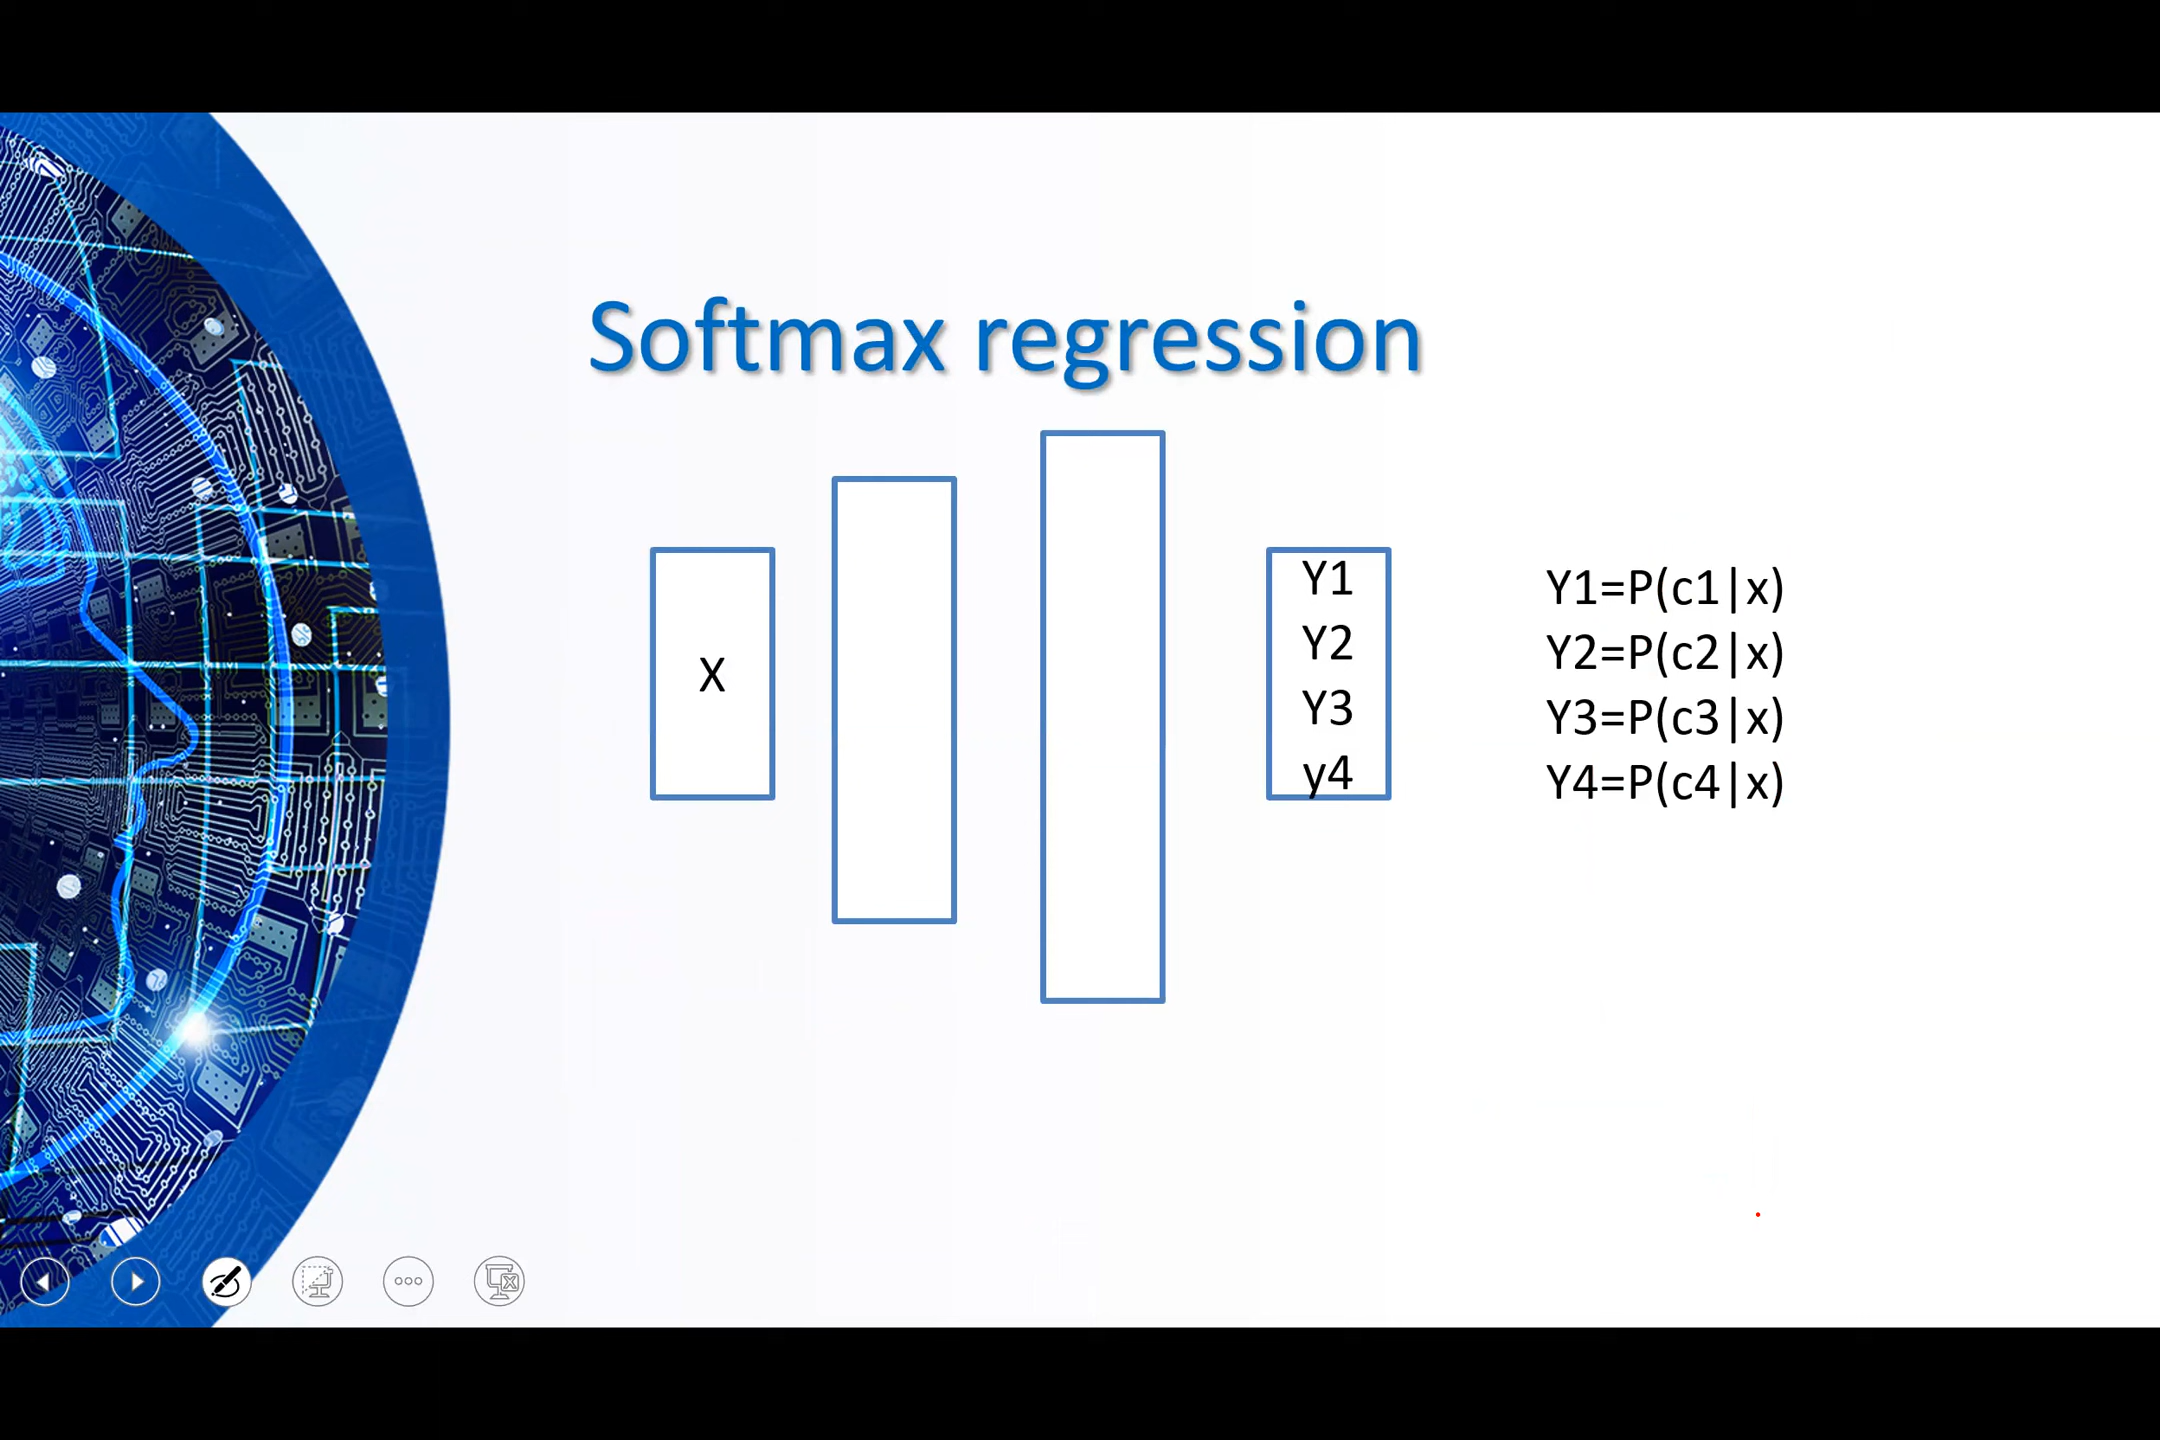 Softmax regression
X
Y1
Y2
Y3
y4
Y1=P(c1|x)
Y2=P(c2|x)
Y3=P(c3|x)
Y4=P(c4|x)